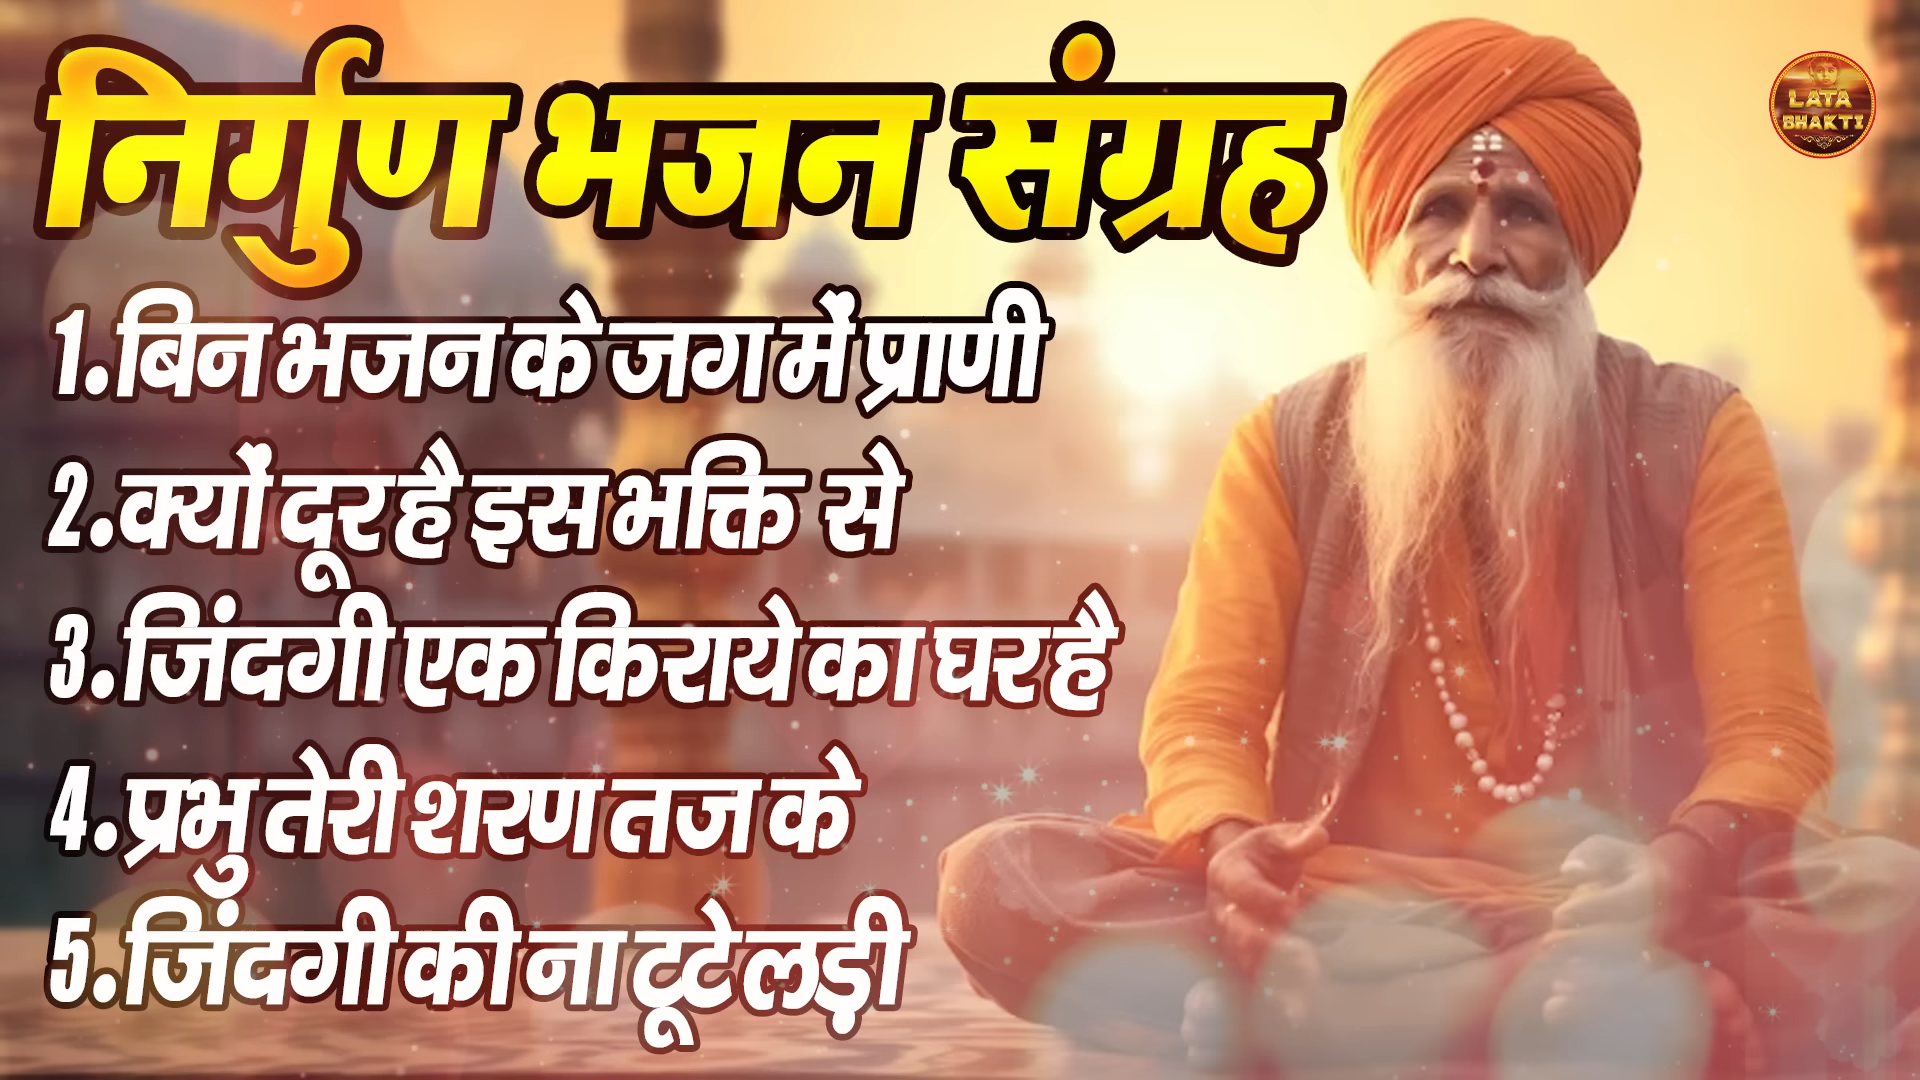 निर्गुण भजन संग्रह
LATA
BHAKTI
1.बिन भजन के जग में प्राणी
2.क्यों दूर है इस भक्ति से
3.जिंदगी एक किराये का घर है
4.प्रभु तेरी शरण तज के
5.जिंदगी की ना टूटे लड़ी